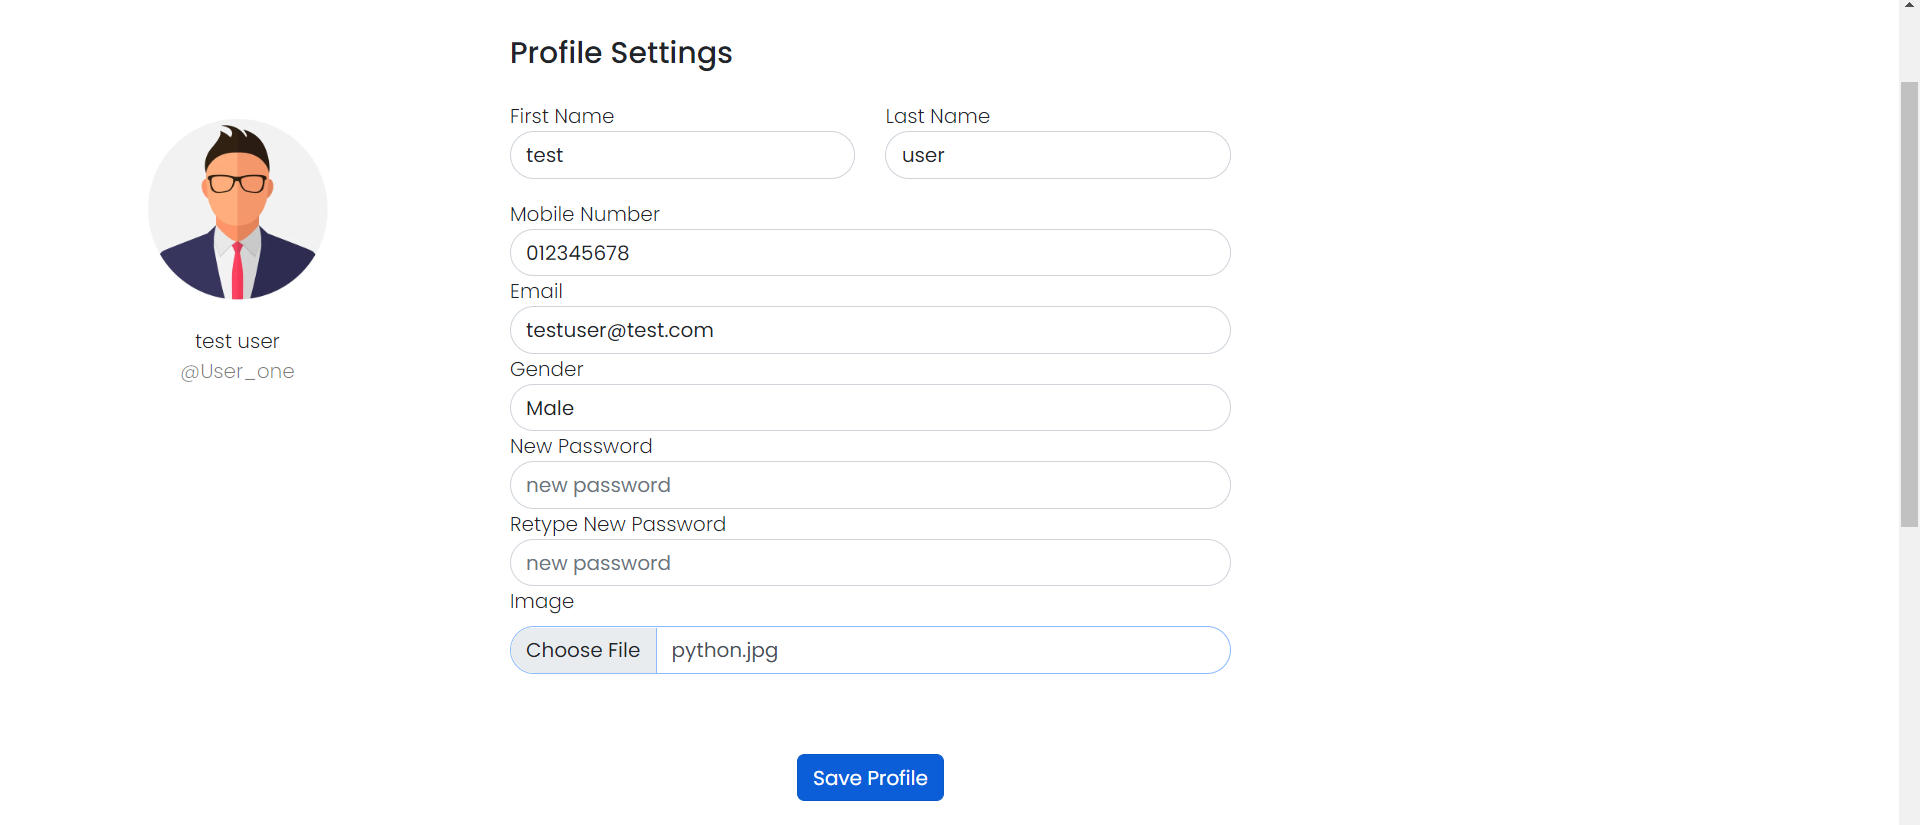 Profile Settings
First Name
Last Name
test
user
Mobile Number
012345678
Email
testuser@test.com
Gender
Male
New Password
new password
Retype New Password
new password
Image
Choose File python.jpg
Save Profile
test user
@User_one